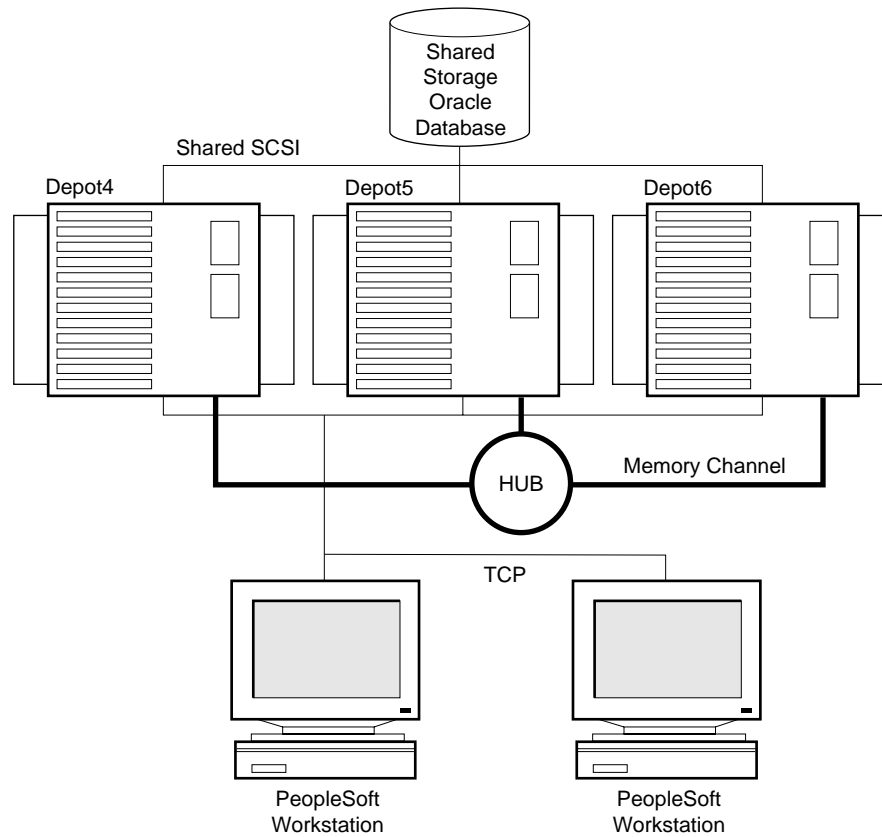 Shared
Storage
Oracle
Database
Shared SCSI
Depot4
Depot5
Depot6
Memory Channel
HUB
TCP
PeopleSoft
Workstation
PeopleSoft
Workstation